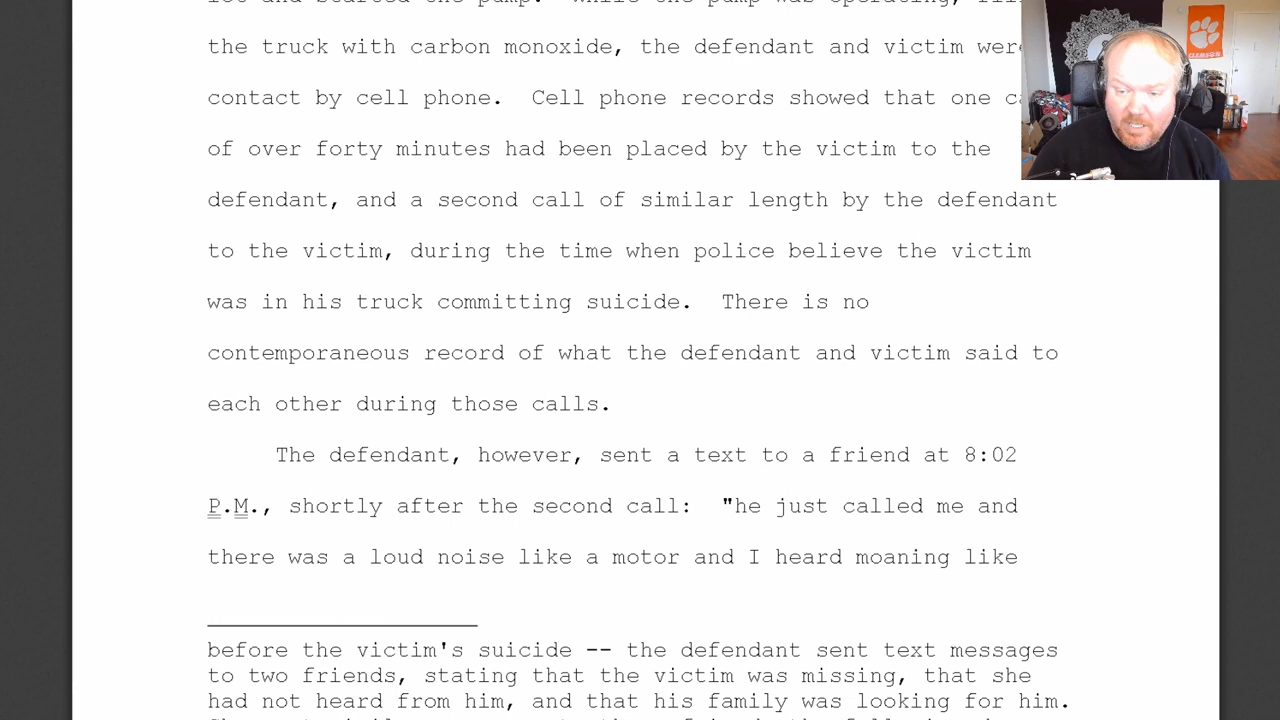 the truck with carbon monoxide, the defendant and victim were
contact by cell phone.  Cell phone records showed that one
of over forty minutes had been placed by the victim to the
defendant, and a second call of similar length by the defendant
to the victim, during the time when police believe the victim
was in his truck committing suicide.  There is no
contemporaneous record of what the defendant and victim said to
each other during those calls.
The defendant, however, sent a text to a friend at 8:02
P.M., shortly after the second call:  "he just called me and
there was a loud noise like a motor and I heard moaning like
before the victim's suicide -- the defendant sent text messages
to two friends, stating that the victim was missing, that she
had not heard from him, and that his family was looking for him.
CLEMSON